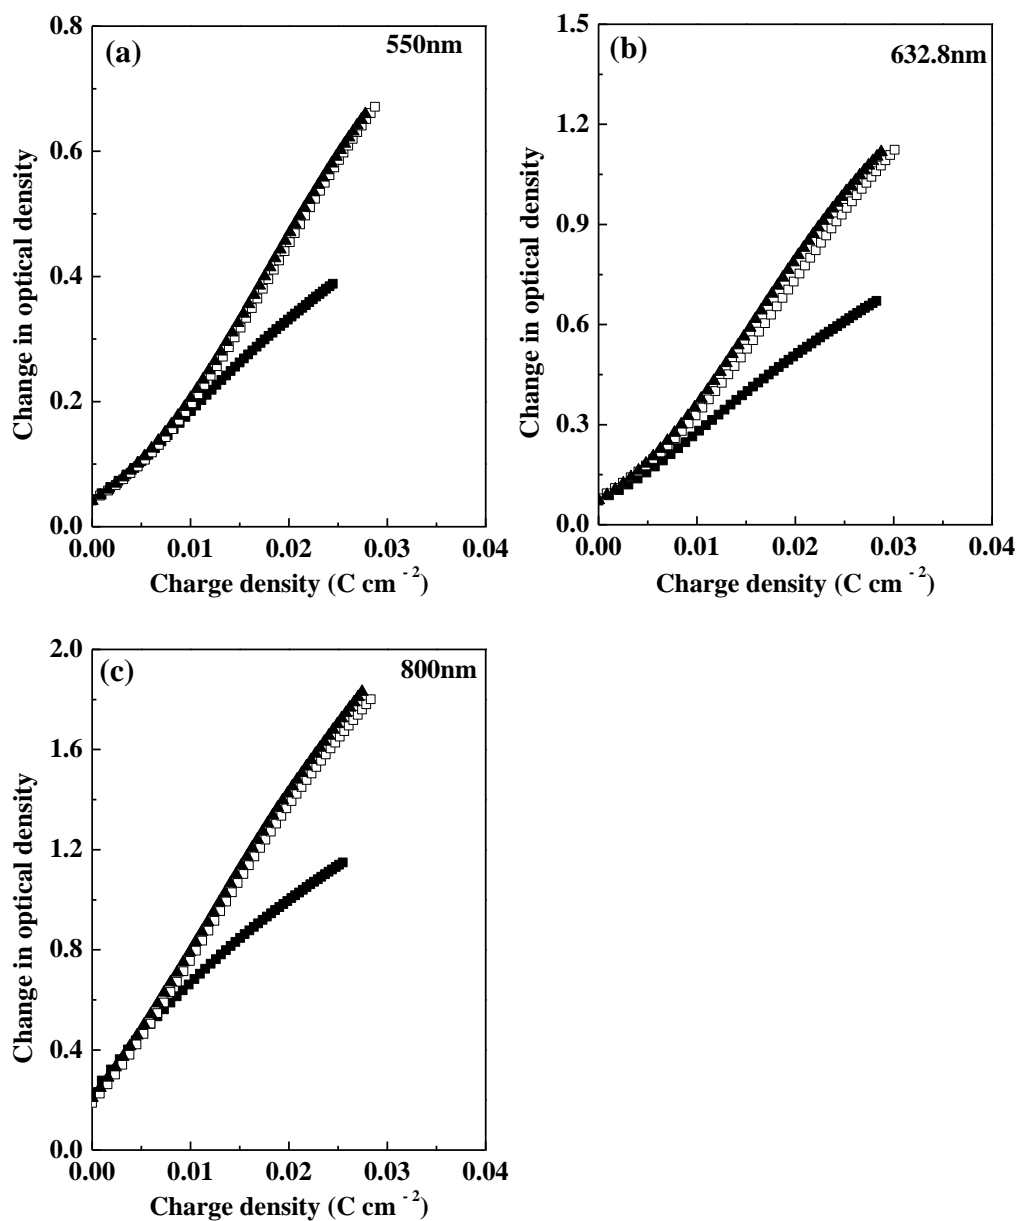 (a)
550nm
0.8
0.6
0.4
0.2
0.0
Change in optical density
0.00 0.01 0.02 0.03 0.04
Charge density (C cm -2)
(b)
632.8nm
1.5
1.2
0.9
0.6
0.3
0.0
Change in optical density
0.00 0.01 0.02 0.03 0.04
Charge density (C cm -2)
(c)
800nm
2.0
1.6
1.2
0.8
0.4
0.0
Change in optical density
0.00 0.01 0.02 0.03 0.04
Charge density (C cm -2)